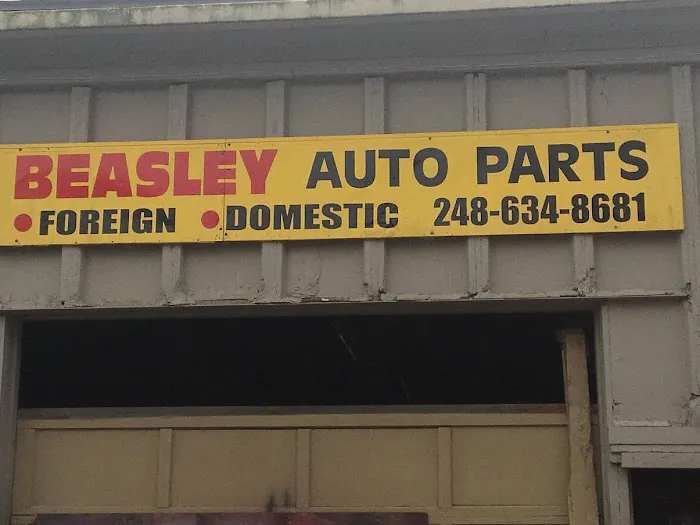 BEASLEY AUTO PARTS
• FOREIGN • DOMESTIC 248-634-8681